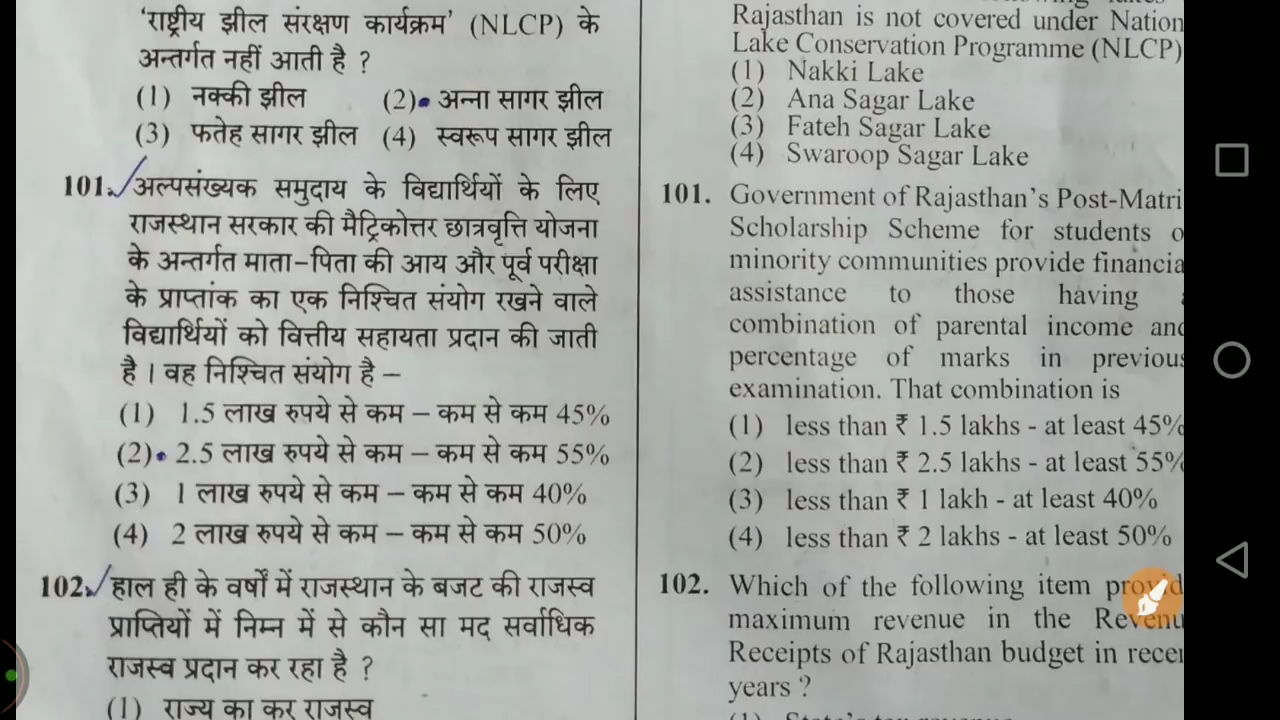 'राष्ट्रीय झील संरक्षण कार्यक्रम' (NLCP) के
अन्तर्गत नहीं आती है ?
(1) नक्की झील (2) अन्ना सागर झील
(3) फतेह सागर झील (4) स्वरूप सागर झील
101. अल्पसंख्यक समुदाय के विद्यार्थियों के लिए
राजस्थान सरकार की मैट्रिकोत्तर छात्रवृत्ति योजना
के अन्तर्गत माता-पिता की आय और पूर्व परीक्षा
के प्राप्तांक का एक निश्चित संयोग रखने वाले
विद्यार्थियों को वित्तीय सहायता प्रदान की जाती
है । वह निश्चित संयोग है –
(1) 1.5 लाख रुपये से कम – कम से कम 45%
(2) 2.5 लाख रुपये से कम – कम से कम 55%
(3) 1 लाख रुपये से कम – कम से कम 40%
(4) 2 लाख रुपये से कम – कम से कम 50%
102. हाल ही के वर्षों में राजस्थान के बजट की राजस्व
प्राप्तियों में निम्न में से कौन सा मद सर्वाधिक
राजस्व प्रदान कर रहा है ?
(1) राज्य का कर राजस्व
Rajasthan is not covered under Nation
Lake Conservation Programme (NLCP)
(1) Nakki Lake
(2) Ana Sagar Lake
(3) Fateh Sagar Lake
(4) Swaroop Sagar Lake
101. Government of Rajasthan's Post-Matri
Scholarship Scheme for students o
minority communities provide financia
assistance to those having
combination of parental income and
percentage of marks in previous
examination. That combination is
(1) less than ₹ 1.5 lakhs - at least 45%
(2) less than ₹ 2.5 lakhs - at least 55%
(3) less than ₹ 1 lakh - at least 40%
(4) less than ₹ 2 lakhs - at least 50%
102. Which of the following item provid
maximum revenue in the Revenu
Receipts of Rajasthan budget in recen
years ?